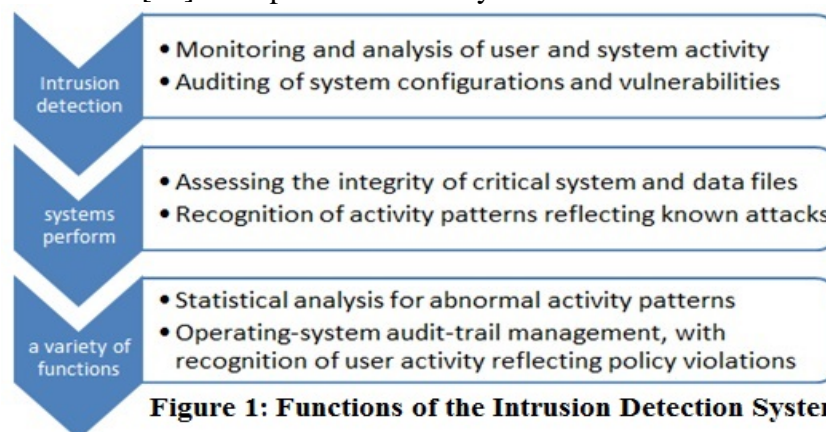 • Monitoring and analysis of user and system activity
• Auditing of system configurations and vulnerabilities
Intrusion
detection
• Assessing the integrity of critical system and data files
• Recognition of activity patterns reflecting known attacks
systems
perform
• Statistical analysis for abnormal activity patterns
• Operating-system audit-trail management, with
recognition of user activity reflecting policy violations
a variety of
functions
Figure 1: Functions of the Intrusion Detection